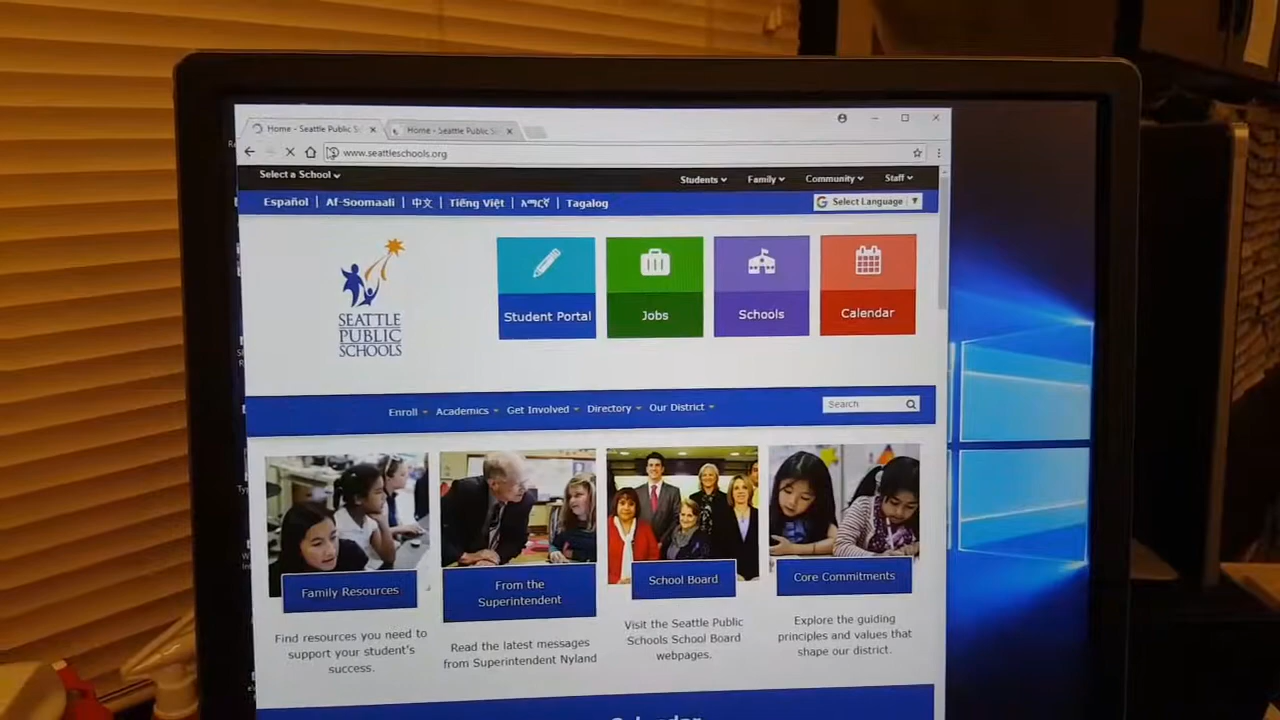 Home - Seattle Public S
Home - Seattle Public S
www.seattleschools.org
Select a School
Students
Family
Community
Staff
Español | Af-Soomaali | 中文 | Tiếng Việt | አማርኛ | Tagalog
G Select Language
SEATTLE
PUBLIC
SCHOOLS
Student Portal
Jobs
Schools
Calendar
Enroll
Academics
Get Involved
Directory
Our District
Search
Family Resources
Find resources you need to
support your student's
success.
From the
Superintendent
Read the latest messages
from Superintendent Nyland
School Board
Visit the Seattle Public
Schools School Board
webpages.
Core Commitments
Explore the guiding
principles and values that
shape our district.
Calendar